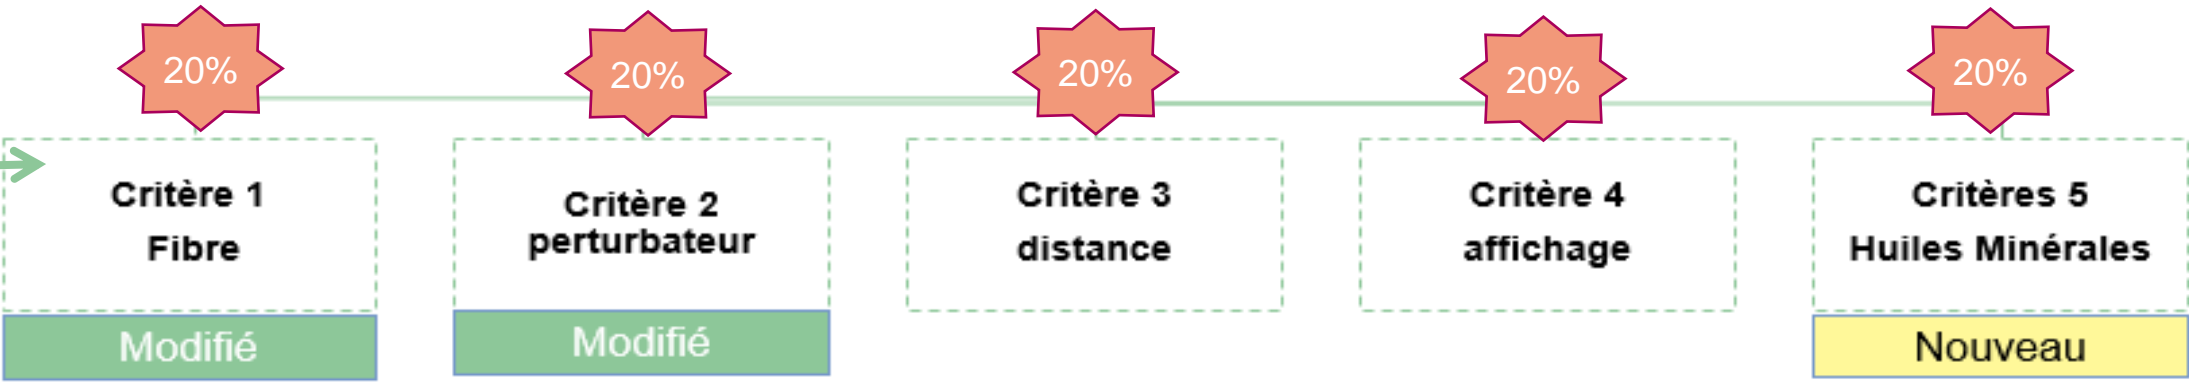 20%
20%
20%
20%
20%
Critère 1
Fibre
Critère 2
perturbateur
Critère 3
distance
Critère 4
affichage
Critères 5
Huiles Minérales
Modifié
Modifié
Nouveau